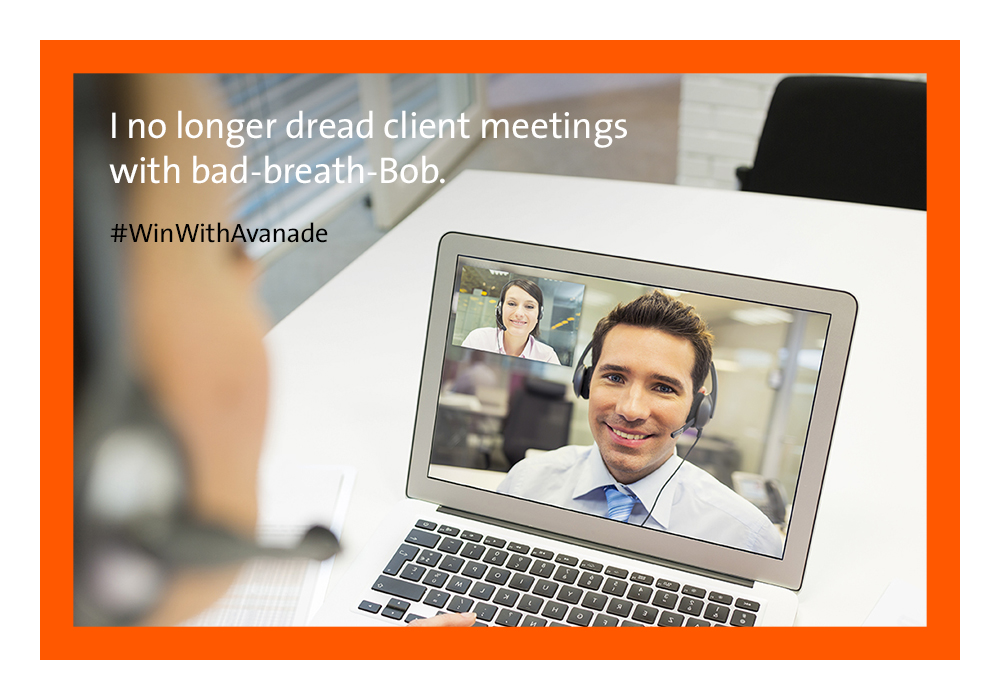 I no longer dread client meetings
with bad-breath-Bob.
#WinWithAvanade